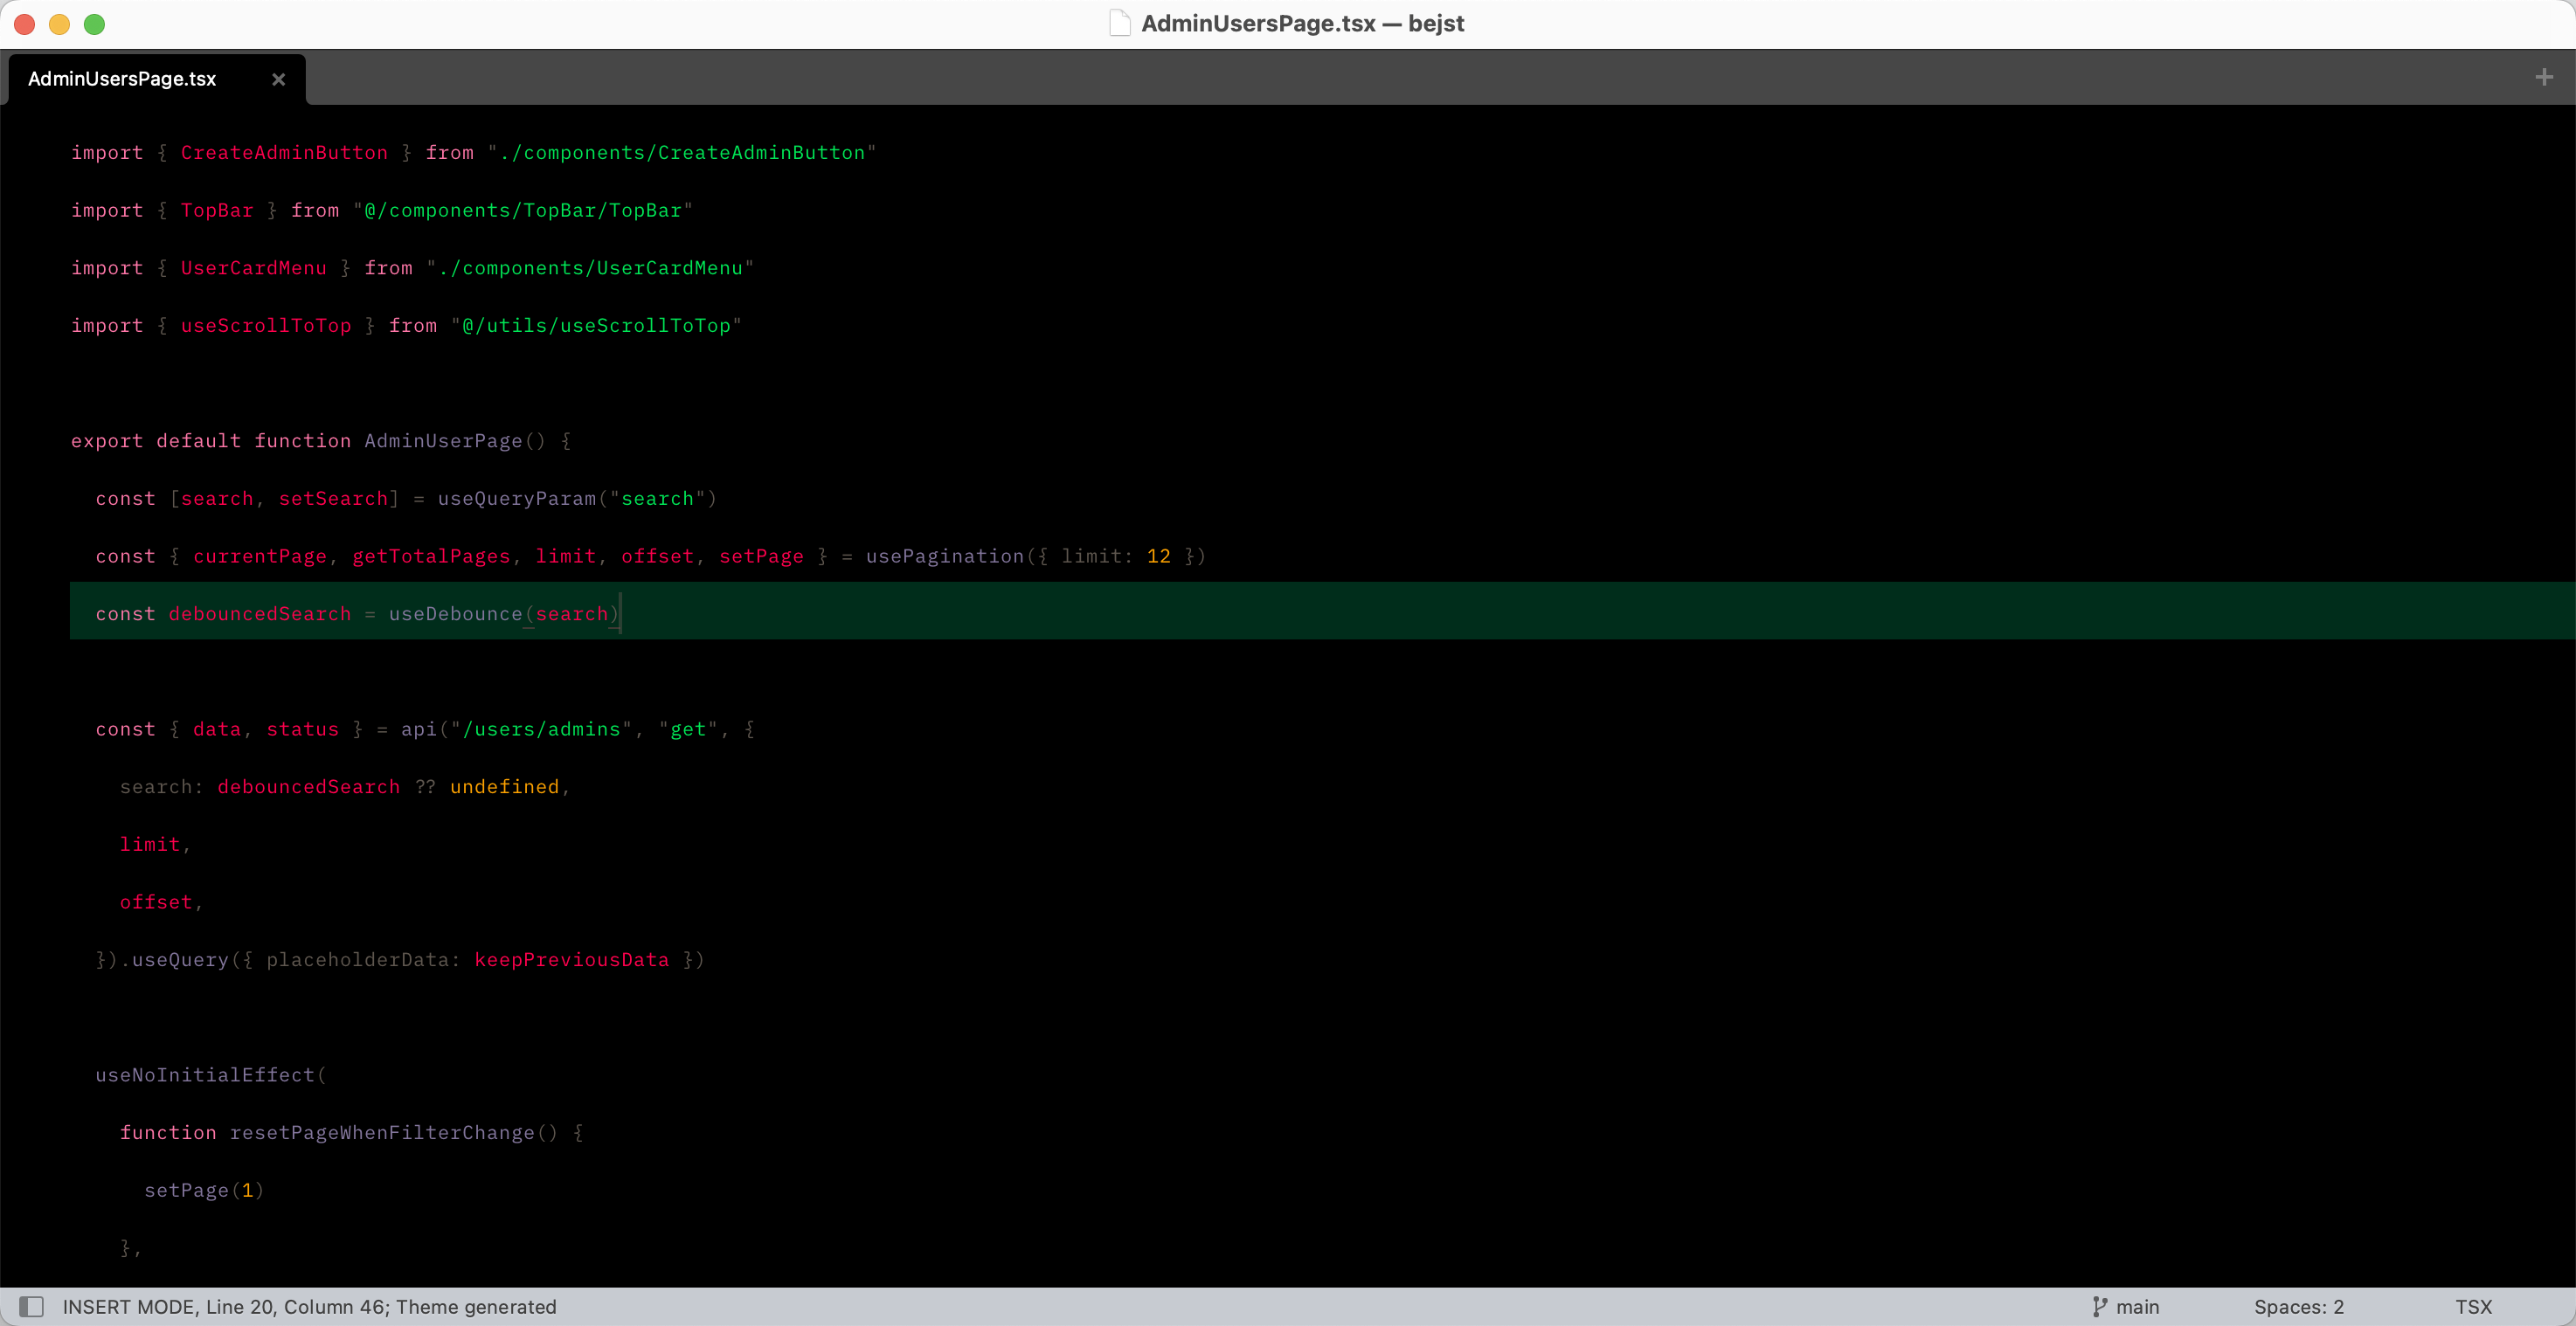 AdminUsersPage.tsx — bejst
AdminUsersPage.tsx
import { CreateAdminButton } from "./components/CreateAdminButton"
import { TopBar } from "@/components/TopBar/TopBar"
import { UserCardMenu } from "./components/UserCardMenu"
import { useScrollToTop } from "@/utils/useScrollToTop"
export default function AdminUserPage() {
  const [search, setSearch] = useQueryParam("search")
  const { currentPage, getTotalPages, limit, offset, setPage } = usePagination({ limit: 12 })
  const debouncedSearch = useDebounce(search)
  const { data, status } = api("/users/admins", "get", {
    search: debouncedSearch ?? undefined,
    limit,
    offset,
  }).useQuery({ placeholderData: keepPreviousData })
  useNoInitialEffect(
    function resetPageWhenFilterChange() {
      setPage(1)
    },
INSERT MODE, Line 20, Column 46; Theme generated
main
Spaces: 2
TSX